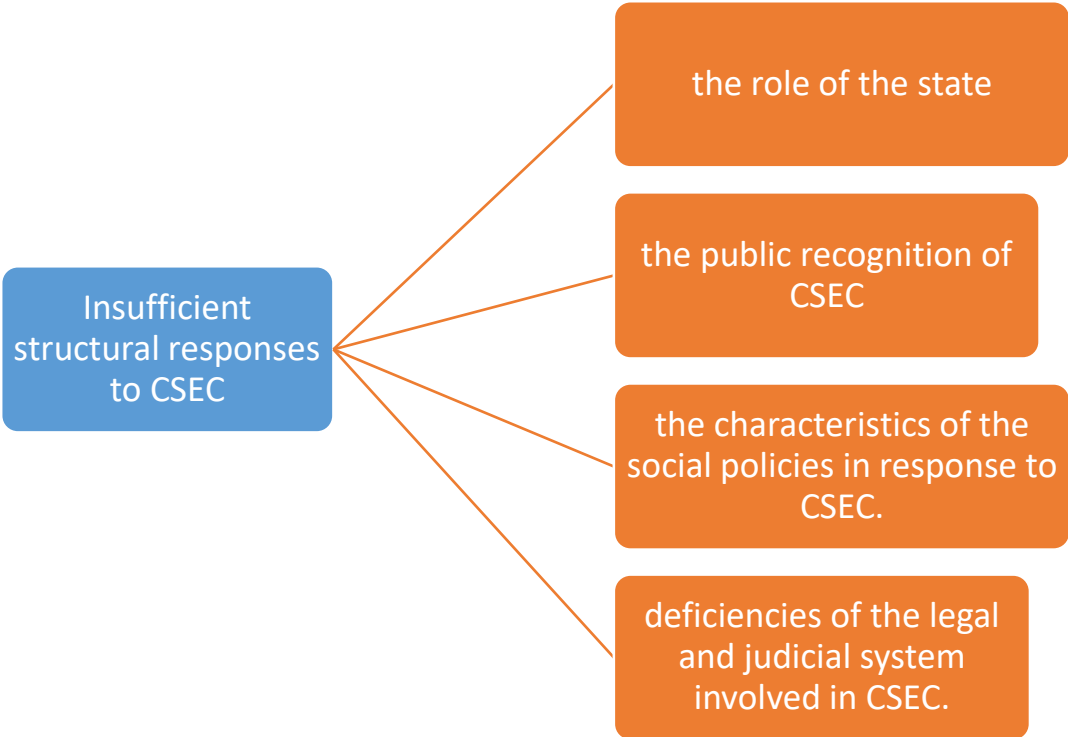 Insufficient
structural responses
to CSEC
the role of the state
the public recognition of
CSEC
the characteristics of the
social policies in response to
CSEC.
deficiencies of the legal
and judicial system
involved in CSEC.